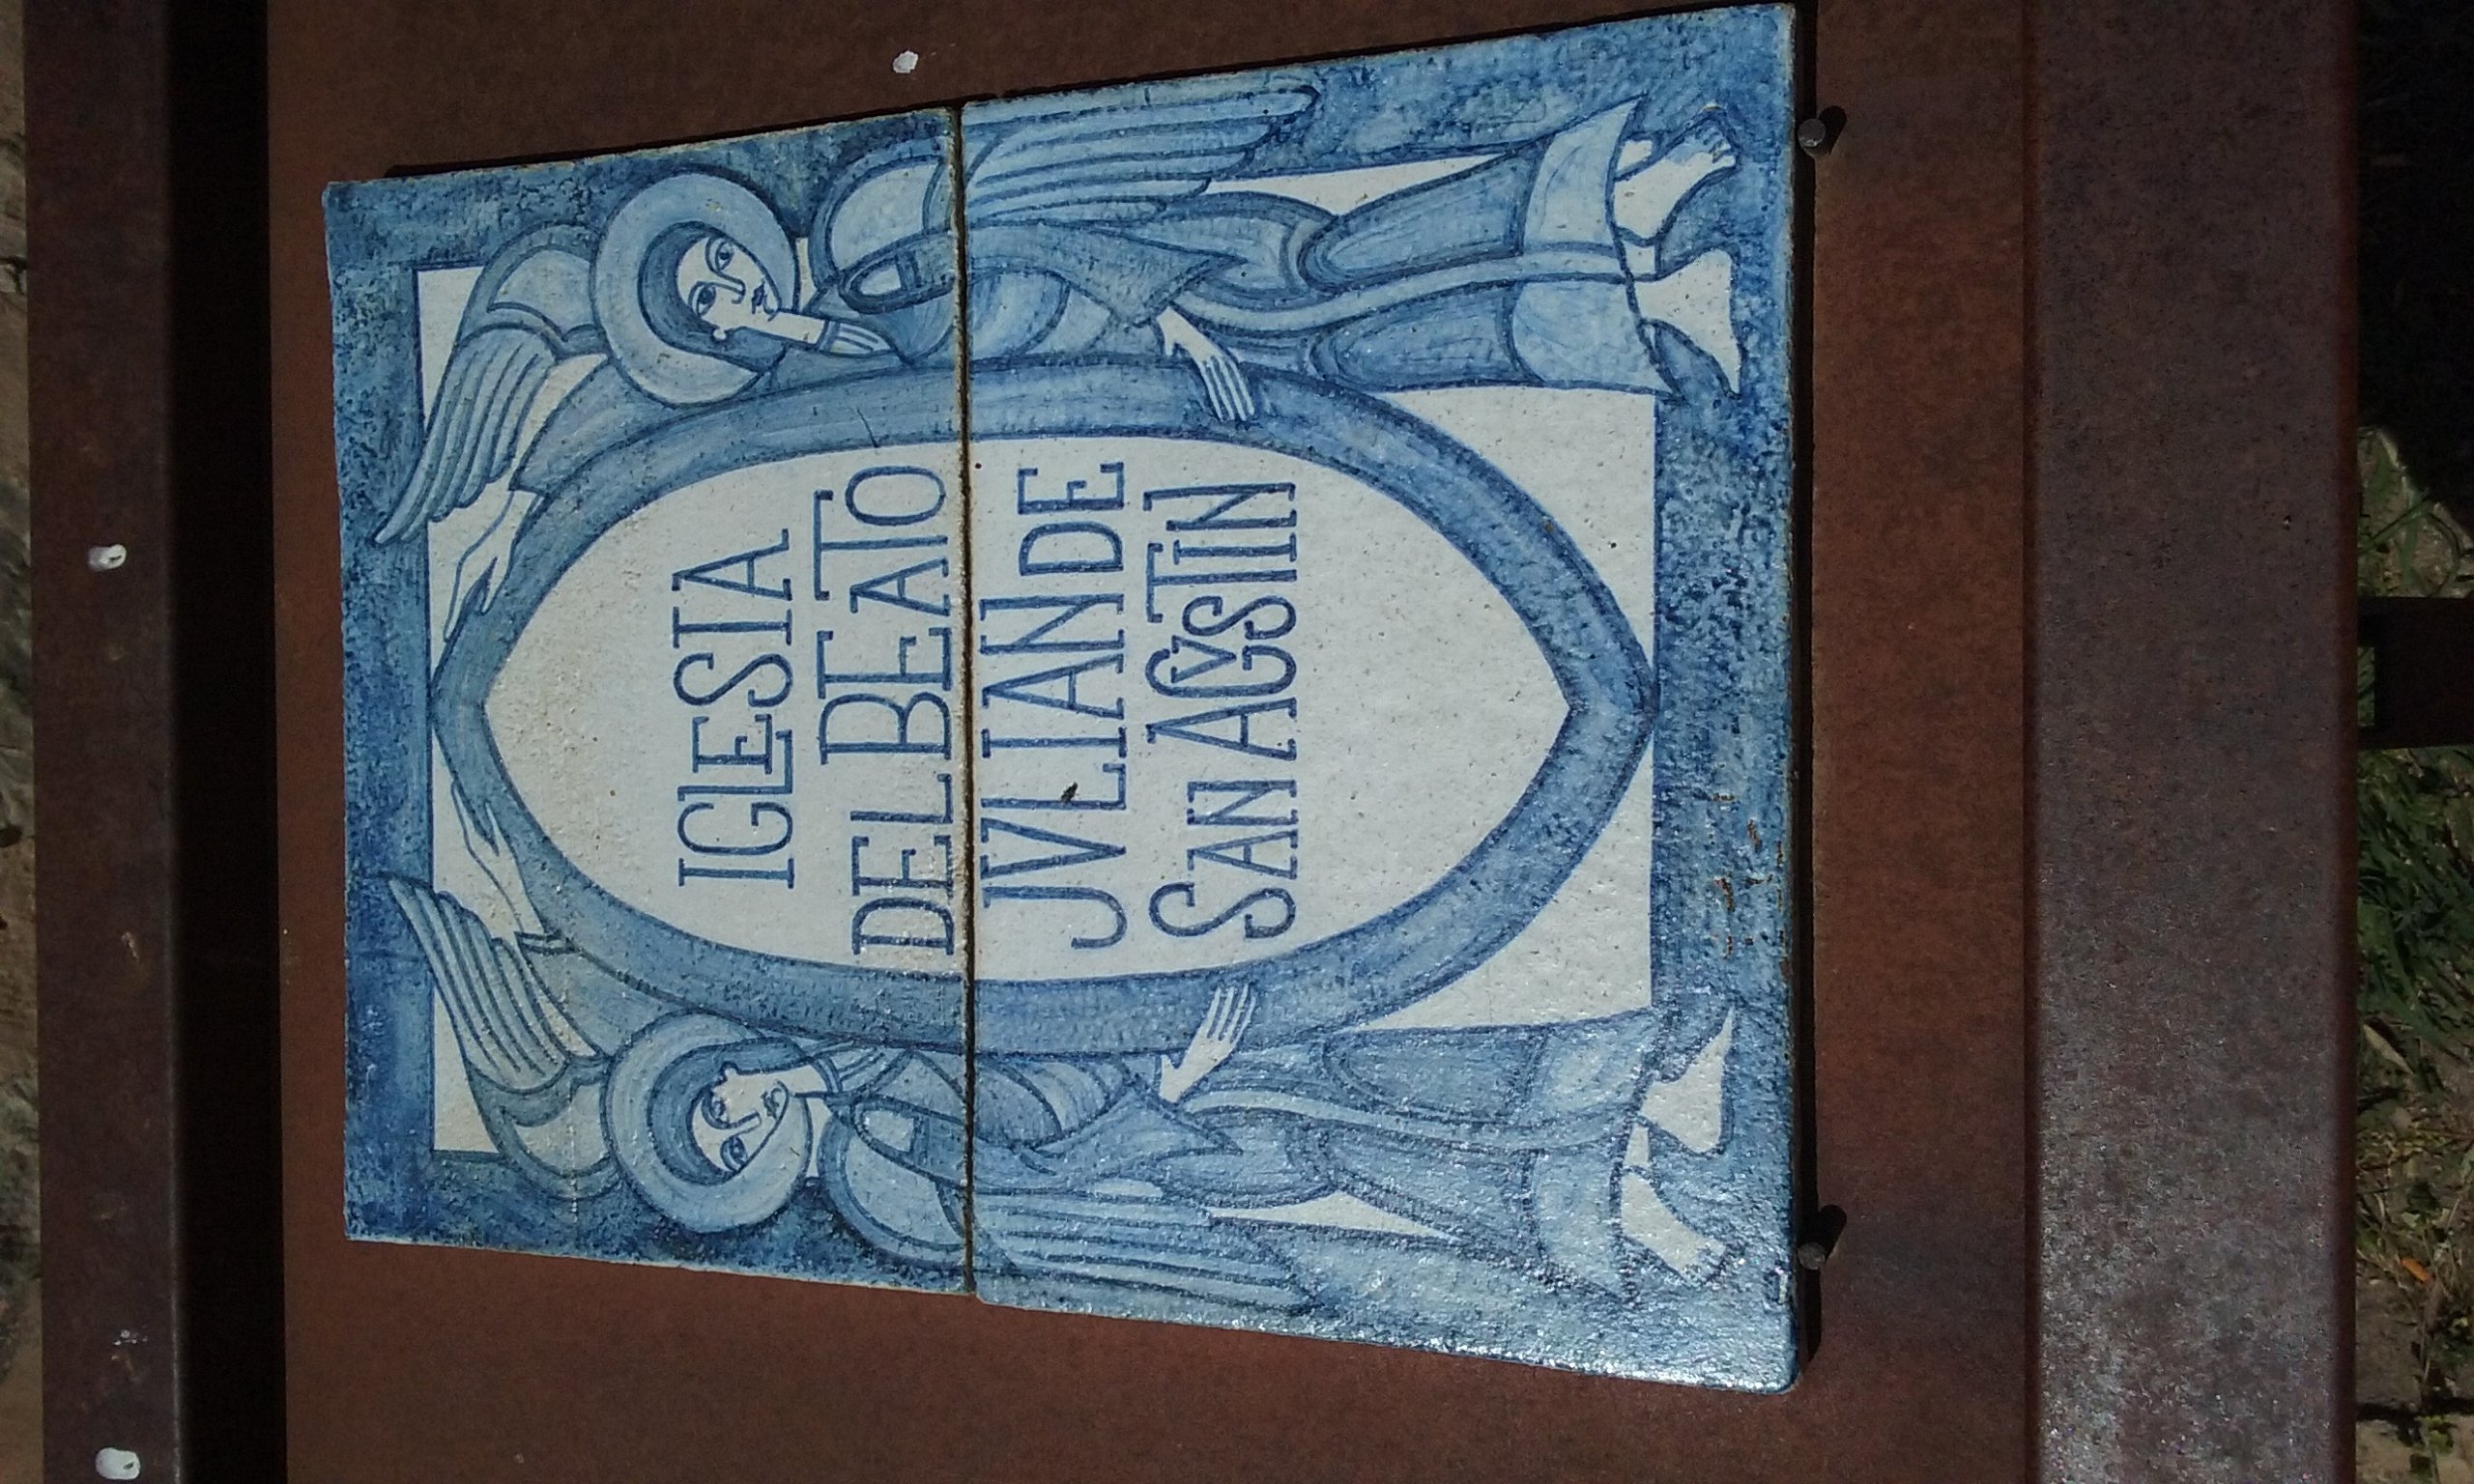 IGLESIA
DEL BEATO
JVLIAN DE
SAN AGVSTIN